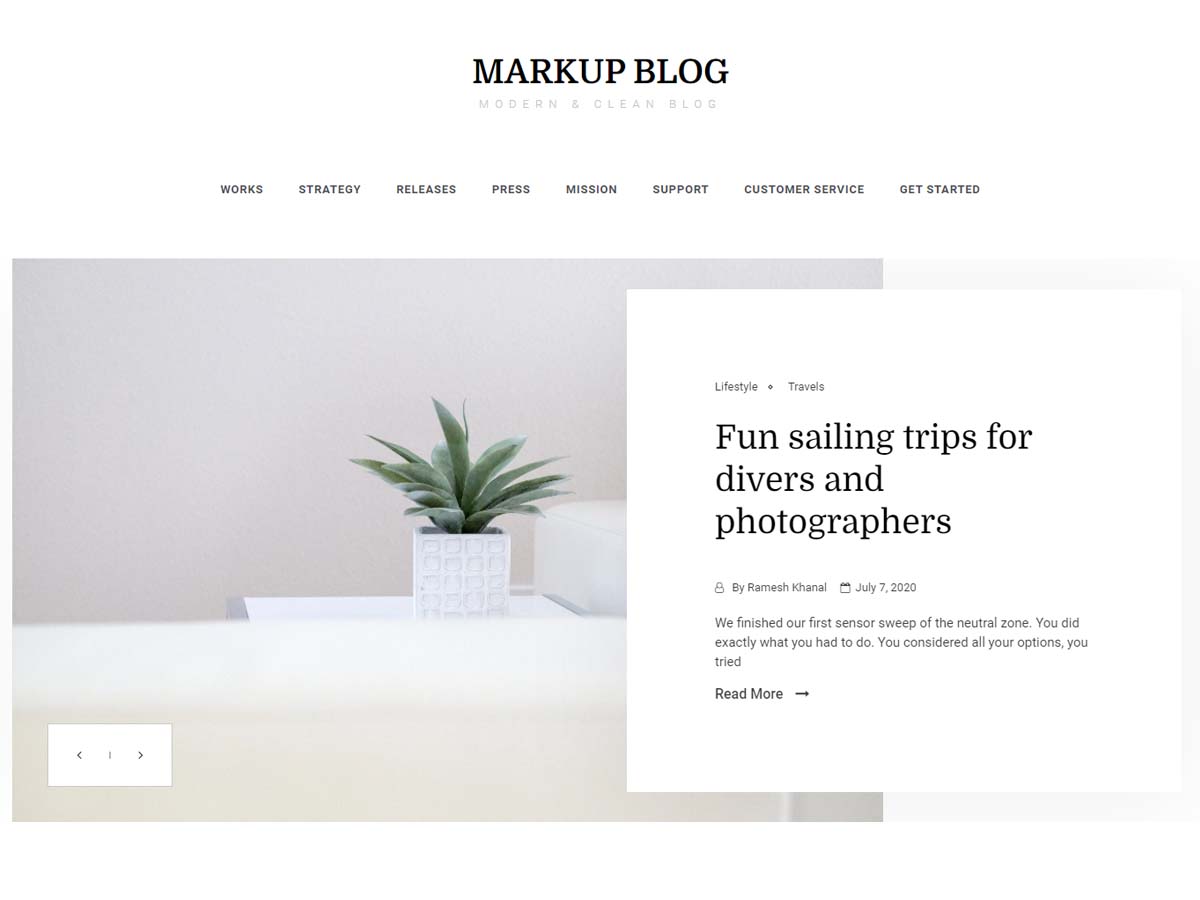 MARKUP BLOG
MODERN & CLEAN BLOG
WORKS STRATEGY RELEASES PRESS MISSION SUPPORT CUSTOMER SERVICE GET STARTED
Lifestyle Travels
Fun sailing trips for
divers and
photographers
By Ramesh Khanal July 7, 2020
We finished our first sensor sweep of the neutral zone. You did
exactly what you had to do. You considered all your options, you
tried
Read More